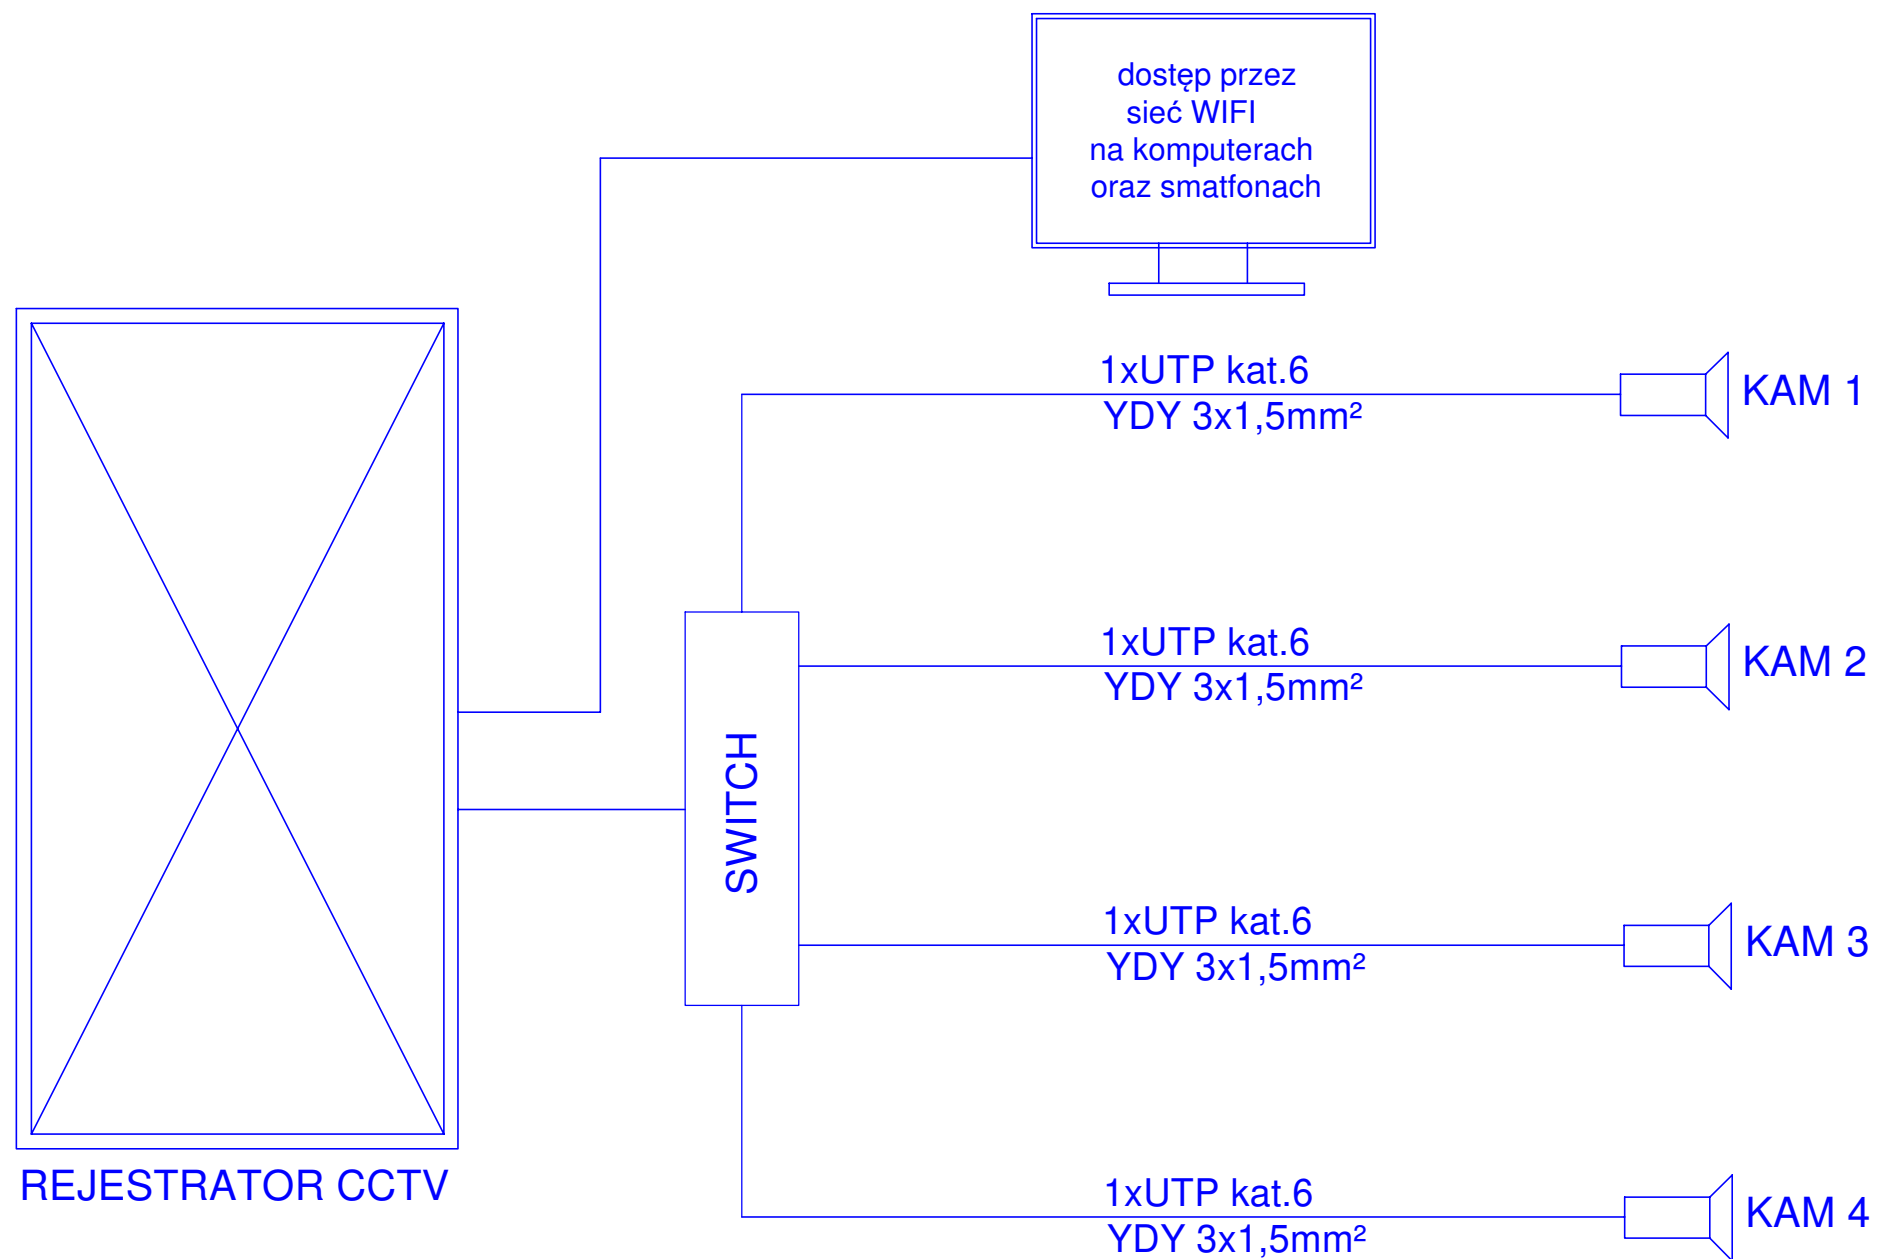 dostęp przez
sieć WIFI
na komputerach
oraz smatfonach
1xUTP kat.6
YDY 3x1,5mm²
KAM 1
1xUTP kat.6
YDY 3x1,5mm²
KAM 2
SWITCH
1xUTP kat.6
YDY 3x1,5mm²
KAM 3
REJESTRATOR CCTV
1xUTP kat.6
YDY 3x1,5mm²
KAM 4